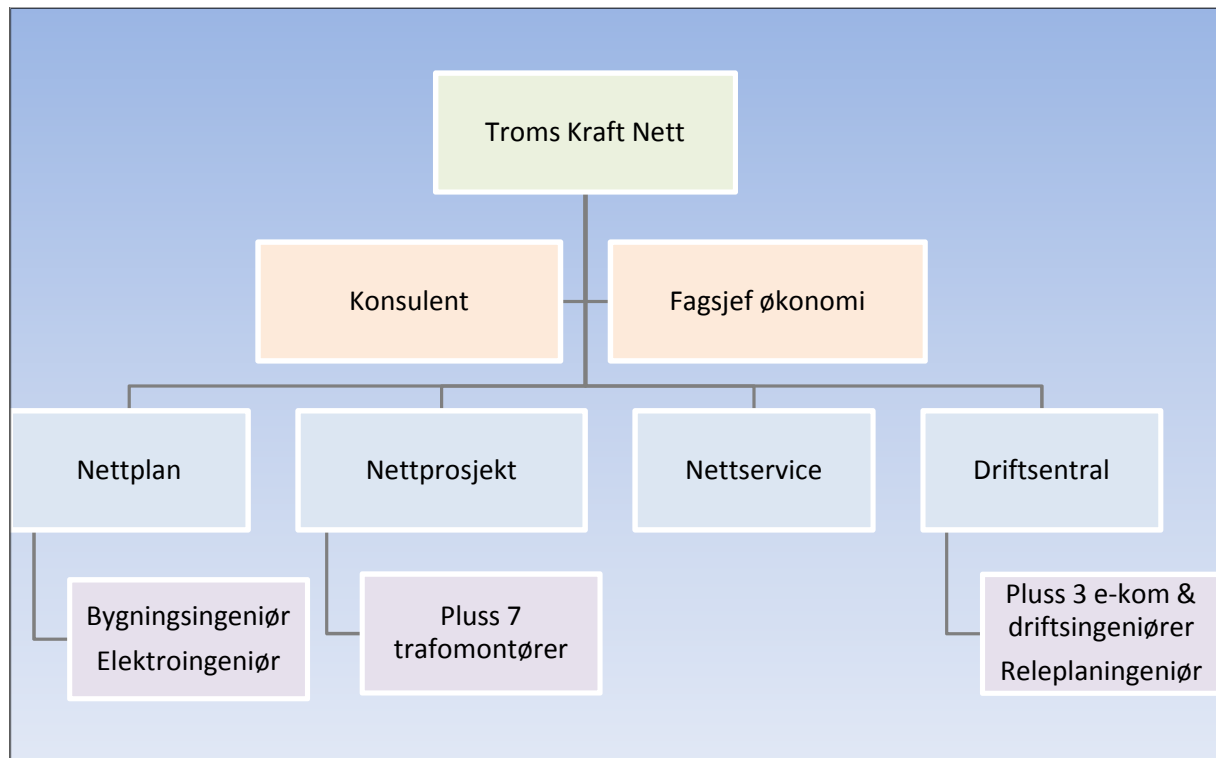 Troms Kraft Nett
Konsulent
Fagsjef økonomi
Nettplan
Nettprosjekt
Nettservice
Driftsentral
Bygningsingeniør
Elektroingeniør
Pluss 7
trafomontører
Pluss 3 e-kom &
driftsingeniører
Releplaningeniør